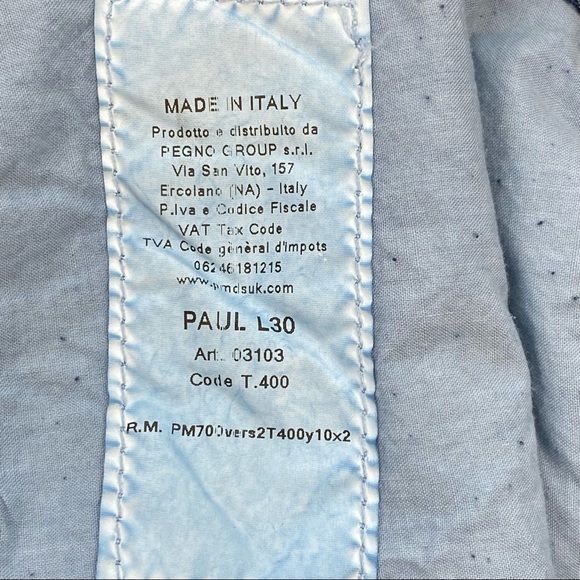 MADE IN ITALY
Prodotto e distribuito da
PEGNO GROUP s.r.l.
Via San Vito, 157
Ercolano (NA) - Italy
P.Iva e Codice Fiscale
VAT Tax Code
TVA Code gènèral d'impots
06246181215
PAUL L30
Art. 03103
Code T.400
R.M. PM700vers2T400y10x2